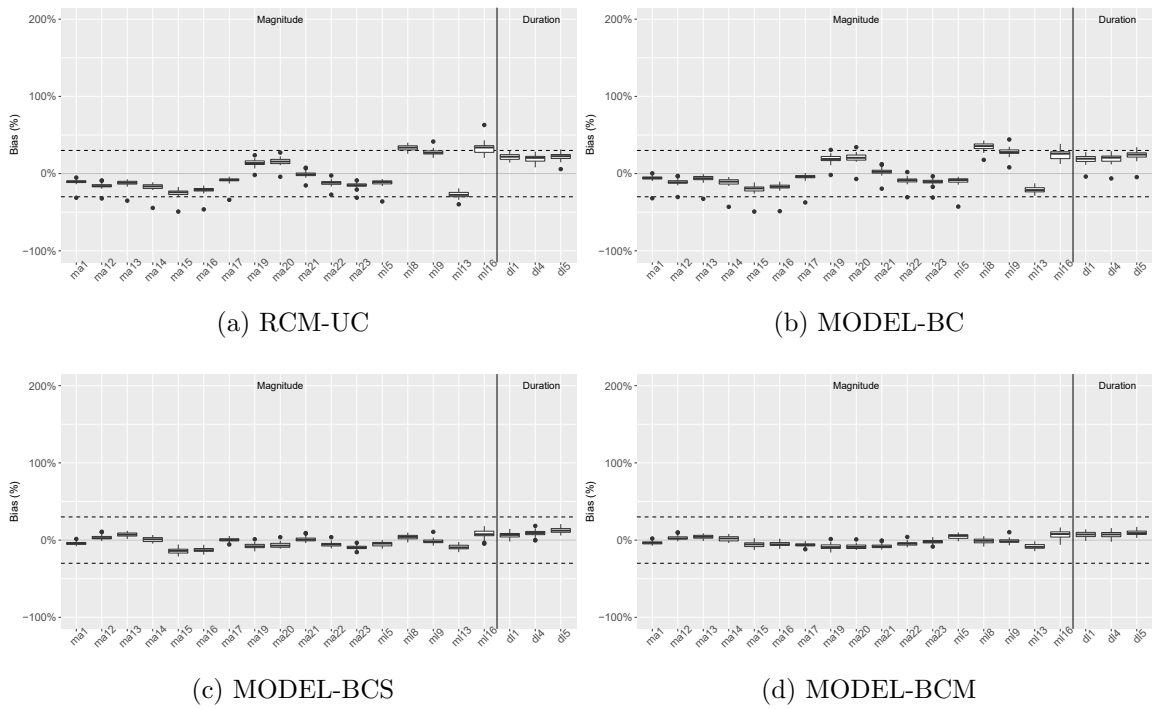 Magnitude Duration
200%
100%
0%
−100%
Bias (%)
ma1 ma12 ma13 ma14 ma15 ma16 ma17 ma19 ma20 ma21 ma22 ma23 ml5 ml8 ml9 ml13 ml16 dl1 dl4 dl5
(a) RCM-UC
Magnitude Duration
200%
100%
0%
−100%
Bias (%)
ma1 ma12 ma13 ma14 ma15 ma16 ma17 ma19 ma20 ma21 ma22 ma23 ml5 ml8 ml9 ml13 ml16 dl1 dl4 dl5
(b) MODEL-BC
Magnitude Duration
200%
100%
0%
−100%
Bias (%)
ma1 ma12 ma13 ma14 ma15 ma16 ma17 ma19 ma20 ma21 ma22 ma23 ml5 ml8 ml9 ml13 ml16 dl1 dl4 dl5
(c) MODEL-BCS
Magnitude Duration
200%
100%
0%
−100%
Bias (%)
ma1 ma12 ma13 ma14 ma15 ma16 ma17 ma19 ma20 ma21 ma22 ma23 ml5 ml8 ml9 ml13 ml16 dl1 dl4 dl5
(d) MODEL-BCM